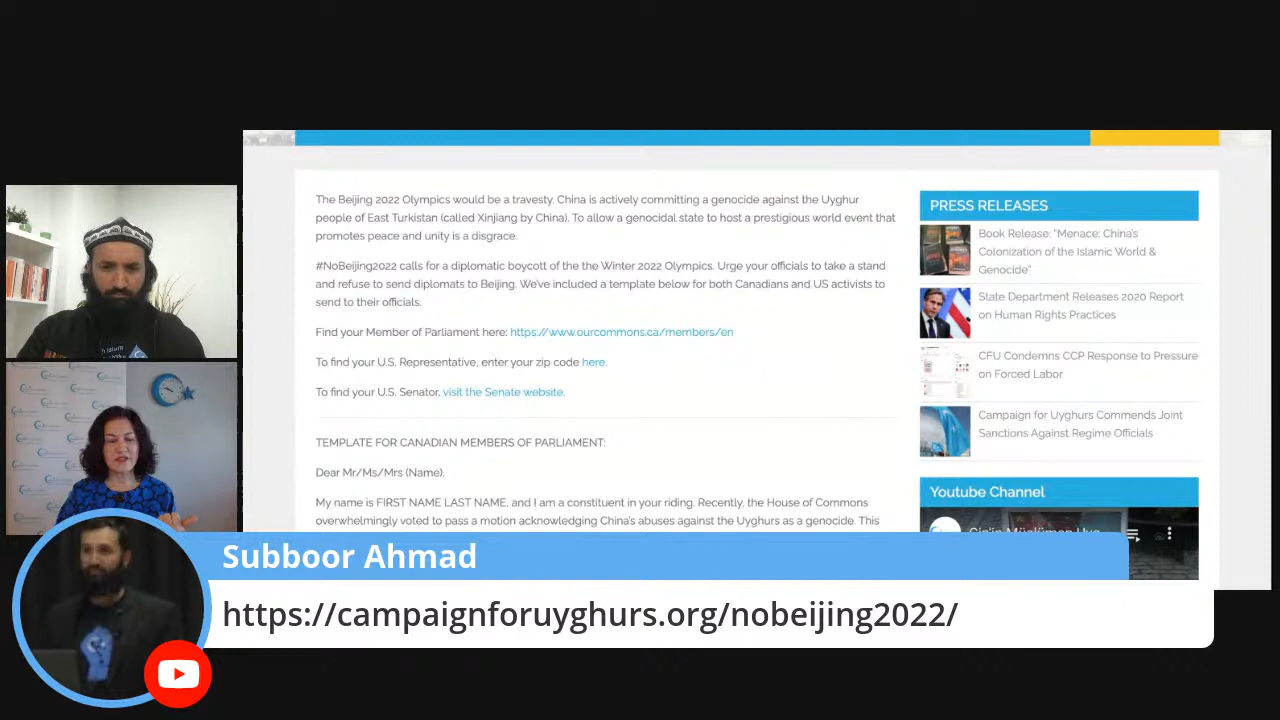 The Beijing 2022 Olympics would be a travesty. China is actively committing a genocide against the Uyghur
people of East Turkistan (called Xinjiang by China). To allow a genocidal state to host a prestigious world event that
promotes peace and unity is a disgrace.
#NoBeijing2022 calls for a diplomatic boycott of the the Winter 2022 Olympics. Urge your officials to take a stand
and refuse to send diplomats to Beijing. We've included a template below for both Canadians and US activists to
send to their officials.
Find your Member of Parliament here: https://www.ourcommons.ca/members/en
To find your U.S. Representative, enter your zip code here.
To find your U.S. Senator, visit the Senate website.
TEMPLATE FOR CANADIAN MEMBERS OF PARLIAMENT:
Dear Mr/Ms/Mrs (Name),
My name is FIRST NAME LAST NAME, and I am a constituent in your riding. Recently, the House of Commons
overwhelmingly voted to pass a motion acknowledging China's abuses against the Uyghurs as a genocide. This
PRESS RELEASES
Book Release: "Menace; China's
Colonization of the Islamic World &
Genocide"
State Department Releases 2020 Report
on Human Rights Practices
CFU Condemns CCP Response to Pressure
on Forced Labor
Campaign for Uyghurs Commends Joint
Sanctions Against Regime Officials
Youtube Channel
Subboor Ahmad
https://campaignforuyghurs.org/nobeijing2022/